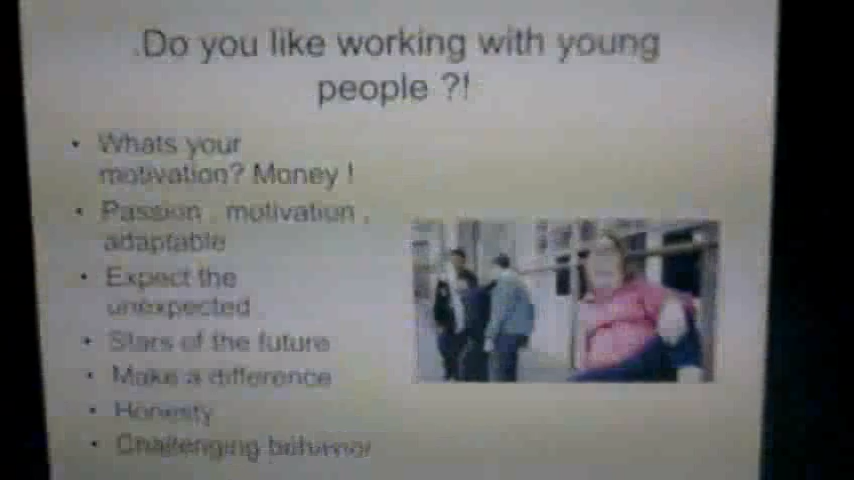 Do you like working with young
people ?!
• Whats your
motivation? Money !
• Passion , motivation ,
adaptable
• Expect the
unexpected
• Stars of the future
• Make a difference
• Honesty
• Challenging behavior